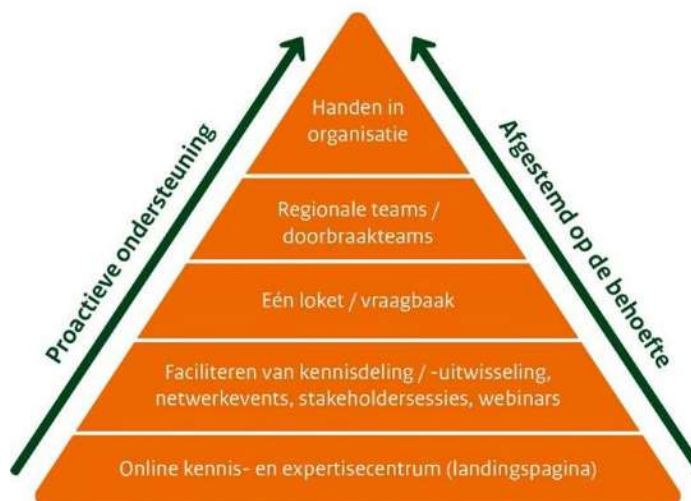 Handen in
organisatie
Regionale teams /
doorbraakteams
Eén loket / vraagbaak
Faciliteren van kennisdeling / -uitwisseling,
netwerkevents, stakeholdersessies, webinars
Online kennis- en expertisecentrum (landingspagina)
Proactieve ondersteuning
Afgestemd op de behoefte